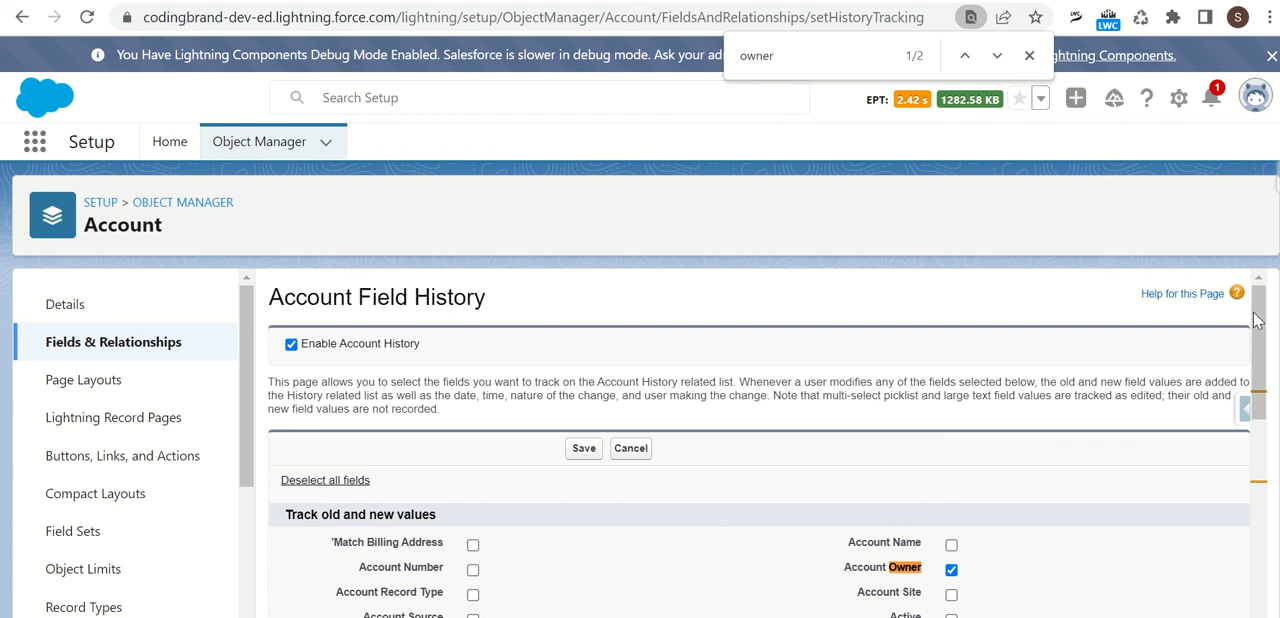 codingbrand-dev-ed.lightning.force.com/lightning/setup/ObjectManager/Account/FieldsAndRelationships/setHistoryTracking
LWC
S
You Have Lightning Components Debug Mode Enabled. Salesforce is slower in debug mode. Ask your ad
owner 1/2
ghtning Components.
Search Setup
EPT: 2.42 s 1282.58 KB
1
Setup Home Object Manager
SETUP > OBJECT MANAGER
Account
Details
Fields & Relationships
Page Layouts
Lightning Record Pages
Buttons, Links, and Actions
Compact Layouts
Field Sets
Object Limits
Record Types
Account Field History
Help for this Page ?
Enable Account History
This page allows you to select the fields you want to track on the Account History related list. Whenever a user modifies any of the fields selected below, the old and new field values are added to
the History related list as well as the date, time, nature of the change, and user making the change. Note that multi-select picklist and large text field values are tracked as edited; their old and
new field values are not recorded.
Save Cancel
Deselect all fields
Track old and new values
'Match Billing Address Account Name
Account Number Account Owner
Account Record Type Account Site
Account Source Active